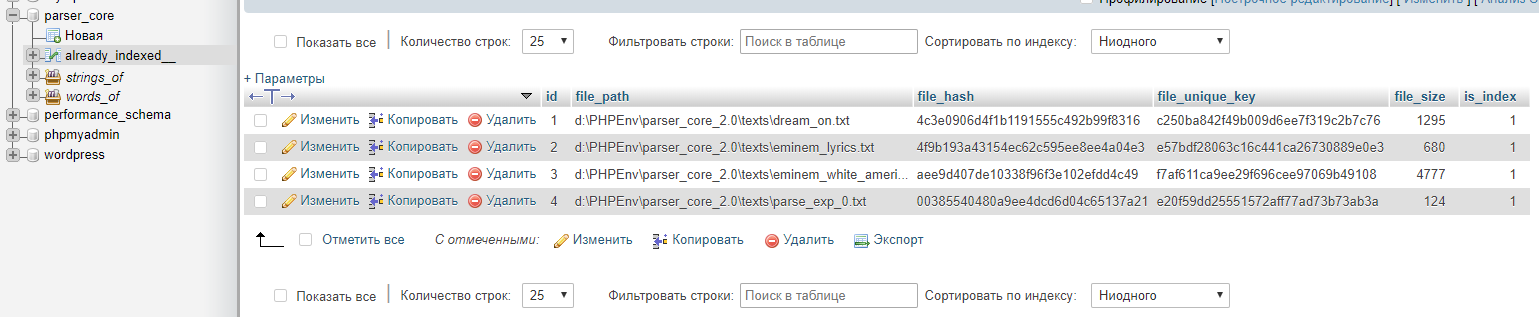 mysql
parser_core
Новая
already_indexed__
strings_of
words_of
performance_schema
phpmyadmin
wordpress
Профилирование [Построчное редактирование] [ Изменить ] [
Показать все | Количество строк: 25 Фильтровать строки: Поиск в таблице Сортировать по индексу: Ниодного
+ Параметры
←T→ id file_path file_hash file_unique_key file_size is_index
Изменить Копировать Удалить 1 d:\PHPEnv\parser_core_2.0\texts\dream_on.txt 4c3e0906d4f1b1191555c492b99f8316 c250ba842f49b009d6ee7f319c2b7c76 1295 1
Изменить Копировать Удалить 2 d:\PHPEnv\parser_core_2.0\texts\eminem_lyrics.txt 4f9b193a43154ec62c595ee8ee4a04e3 e57bdf28063c16c441ca26730889e0e3 680 1
Изменить Копировать Удалить 3 d:\PHPEnv\parser_core_2.0\texts\eminem_white_ameri... aee9d407de10338f96f3e102efdd4c49 f7af611ca9ee29f696cee97069b49108 4777 1
Изменить Копировать Удалить 4 d:\PHPEnv\parser_core_2.0\texts\parse_exp_0.txt 00385540480a9ee4dcd6d04c65137a21 e20f59dd25551572aff77ad73b73ab3a 124 1
Отметить все С отмеченными: Изменить Копировать Удалить Экспорт
Показать все | Количество строк: 25 Фильтровать строки: Поиск в таблице Сортировать по индексу: Ниодного